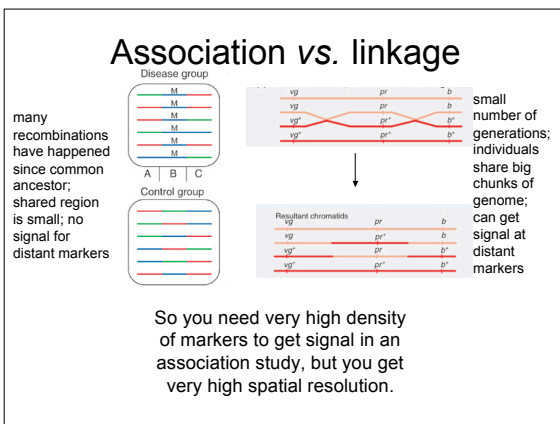 Association vs. linkage
many
recombinations
have happened
since common
ancestor;
shared region
is small; no
signal for
distant markers
Disease group
M
M
M
M
M
M
A B C
Control group
vg pr b
vg pr b
vg+ pr+ b+
vg+ pr+ b+
Resultant chromatids
vg pr b
vg pr+ b
vg+ pr b+
vg+ pr+ b+
small
number of
generations;
individuals
share big
chunks of
genome;
can get
signal at
distant
markers
So you need very high density
of markers to get signal in an
association study, but you get
very high spatial resolution.